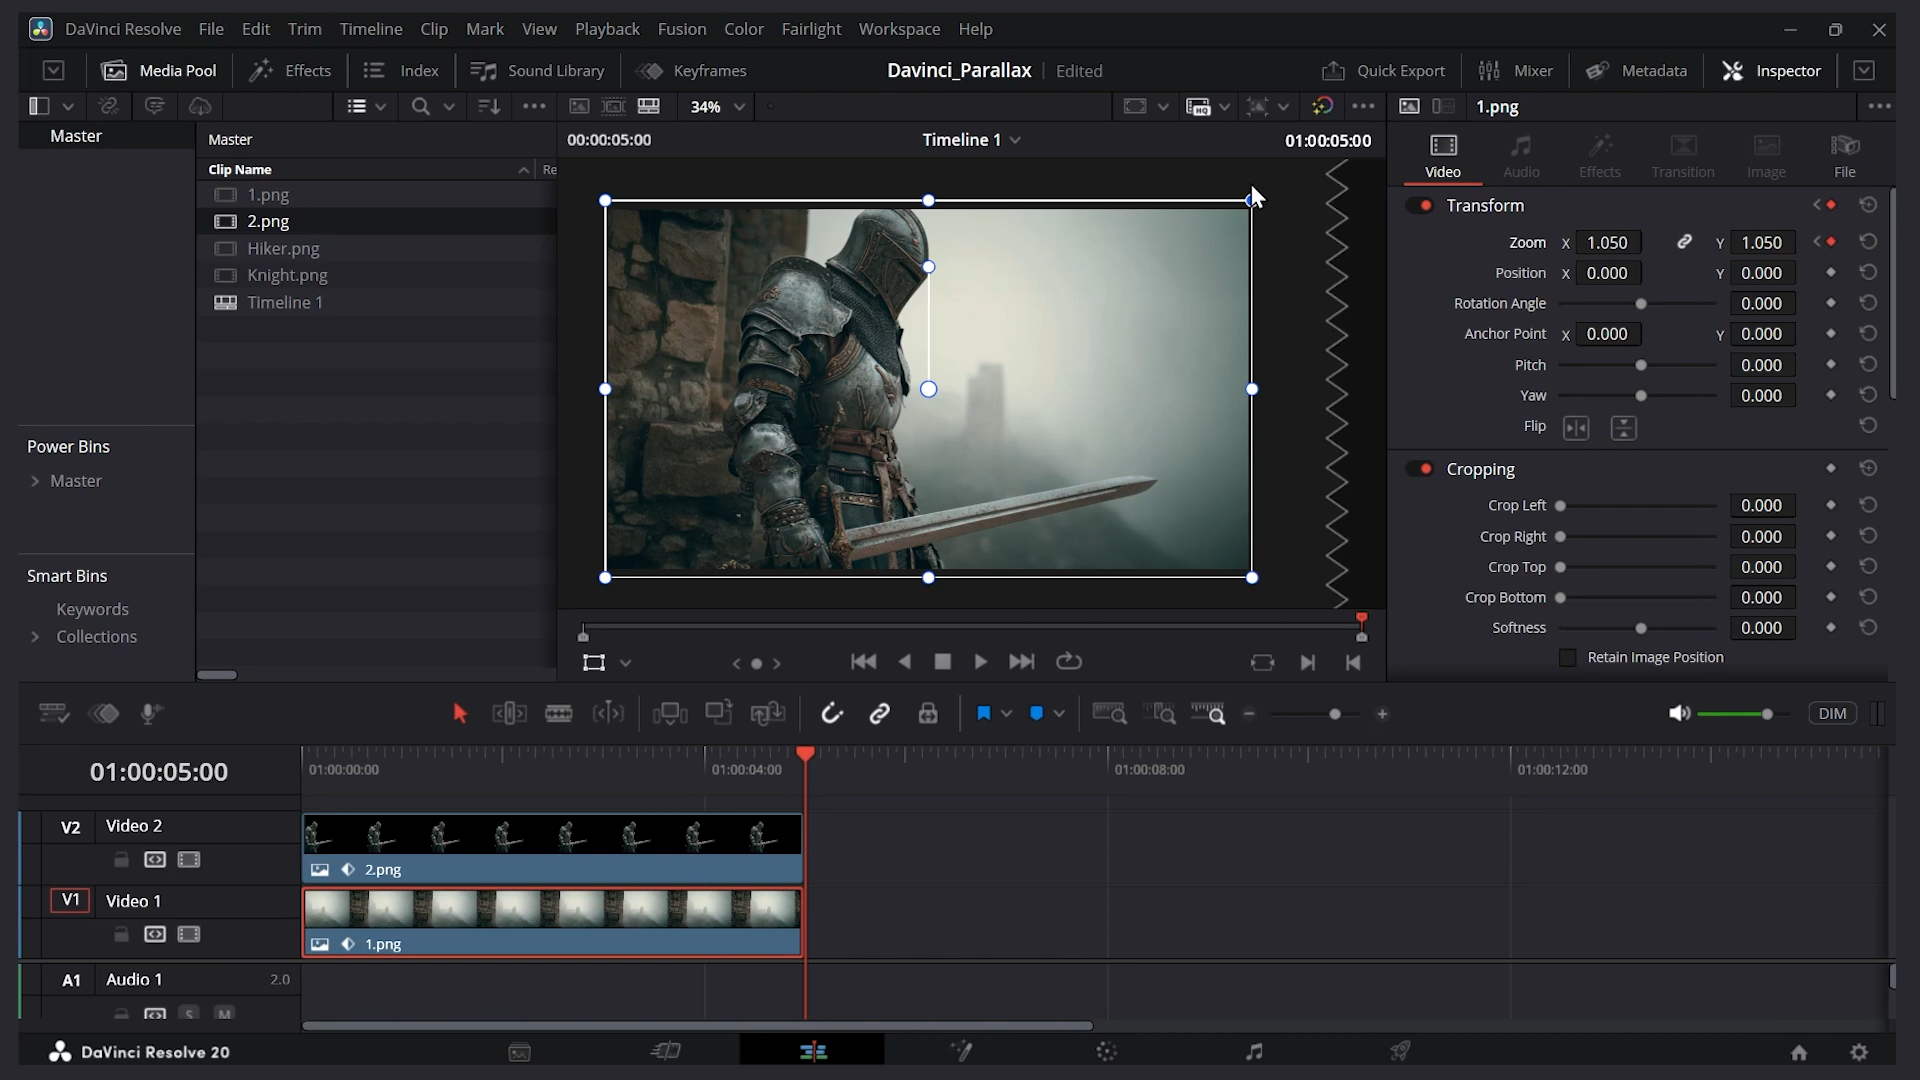 DaVinci Resolve File Edit Trim Timeline Clip Mark View Playback Fusion Color Fairlight Workspace Help
Media Pool Effects Index Sound Library Keyframes Davinci_Parallax Edited Quick Export Mixer Metadata Inspector
34% HQ 1.png
Master Master 00:00:05:00 Timeline 1 01:00:05:00
Clip Name Re
1.png
2.png
Hiker.png
Knight.png
Timeline 1
Power Bins
Master
Smart Bins
Keywords
Collections
Video Audio Effects Transition Image File
Transform
Zoom X 1.050 Y 1.050
Position X 0.000 Y 0.000
Rotation Angle 0.000
Anchor Point X 0.000 Y 0.000
Pitch 0.000
Yaw 0.000
Flip
Cropping
Crop Left 0.000
Crop Right 0.000
Crop Top 0.000
Crop Bottom 0.000
Softness 0.000
Retain Image Position
DIM
01:00:05:00 01:00:00:00 01:00:04:00 01:00:08:00 01:00:12:00
V2 Video 2
2.png
V1 Video 1
1.png
A1 Audio 1 2.0
S M
DaVinci Resolve 20